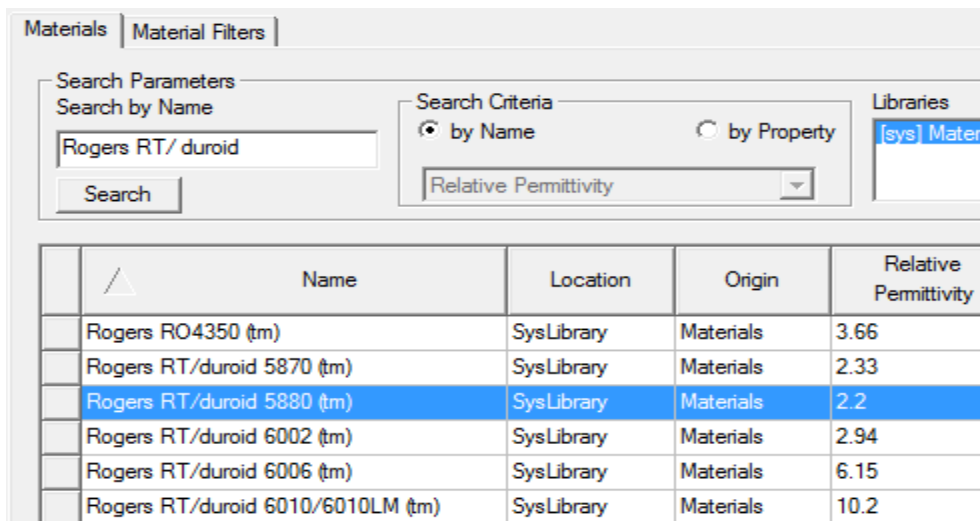 Materials Material Filters
Search Parameters
Search by Name
Rogers RT/ duroid
Search
Search Criteria
by Name by Property
Relative Permittivity
Libraries
[sys] Mater
Name Location Origin Relative Permittivity
Rogers RO4350 (tm) SysLibrary Materials 3.66
Rogers RT/duroid 5870 (tm) SysLibrary Materials 2.33
Rogers RT/duroid 5880 (tm) SysLibrary Materials 2.2
Rogers RT/duroid 6002 (tm) SysLibrary Materials 2.94
Rogers RT/duroid 6006 (tm) SysLibrary Materials 6.15
Rogers RT/duroid 6010/6010LM (tm) SysLibrary Materials 10.2